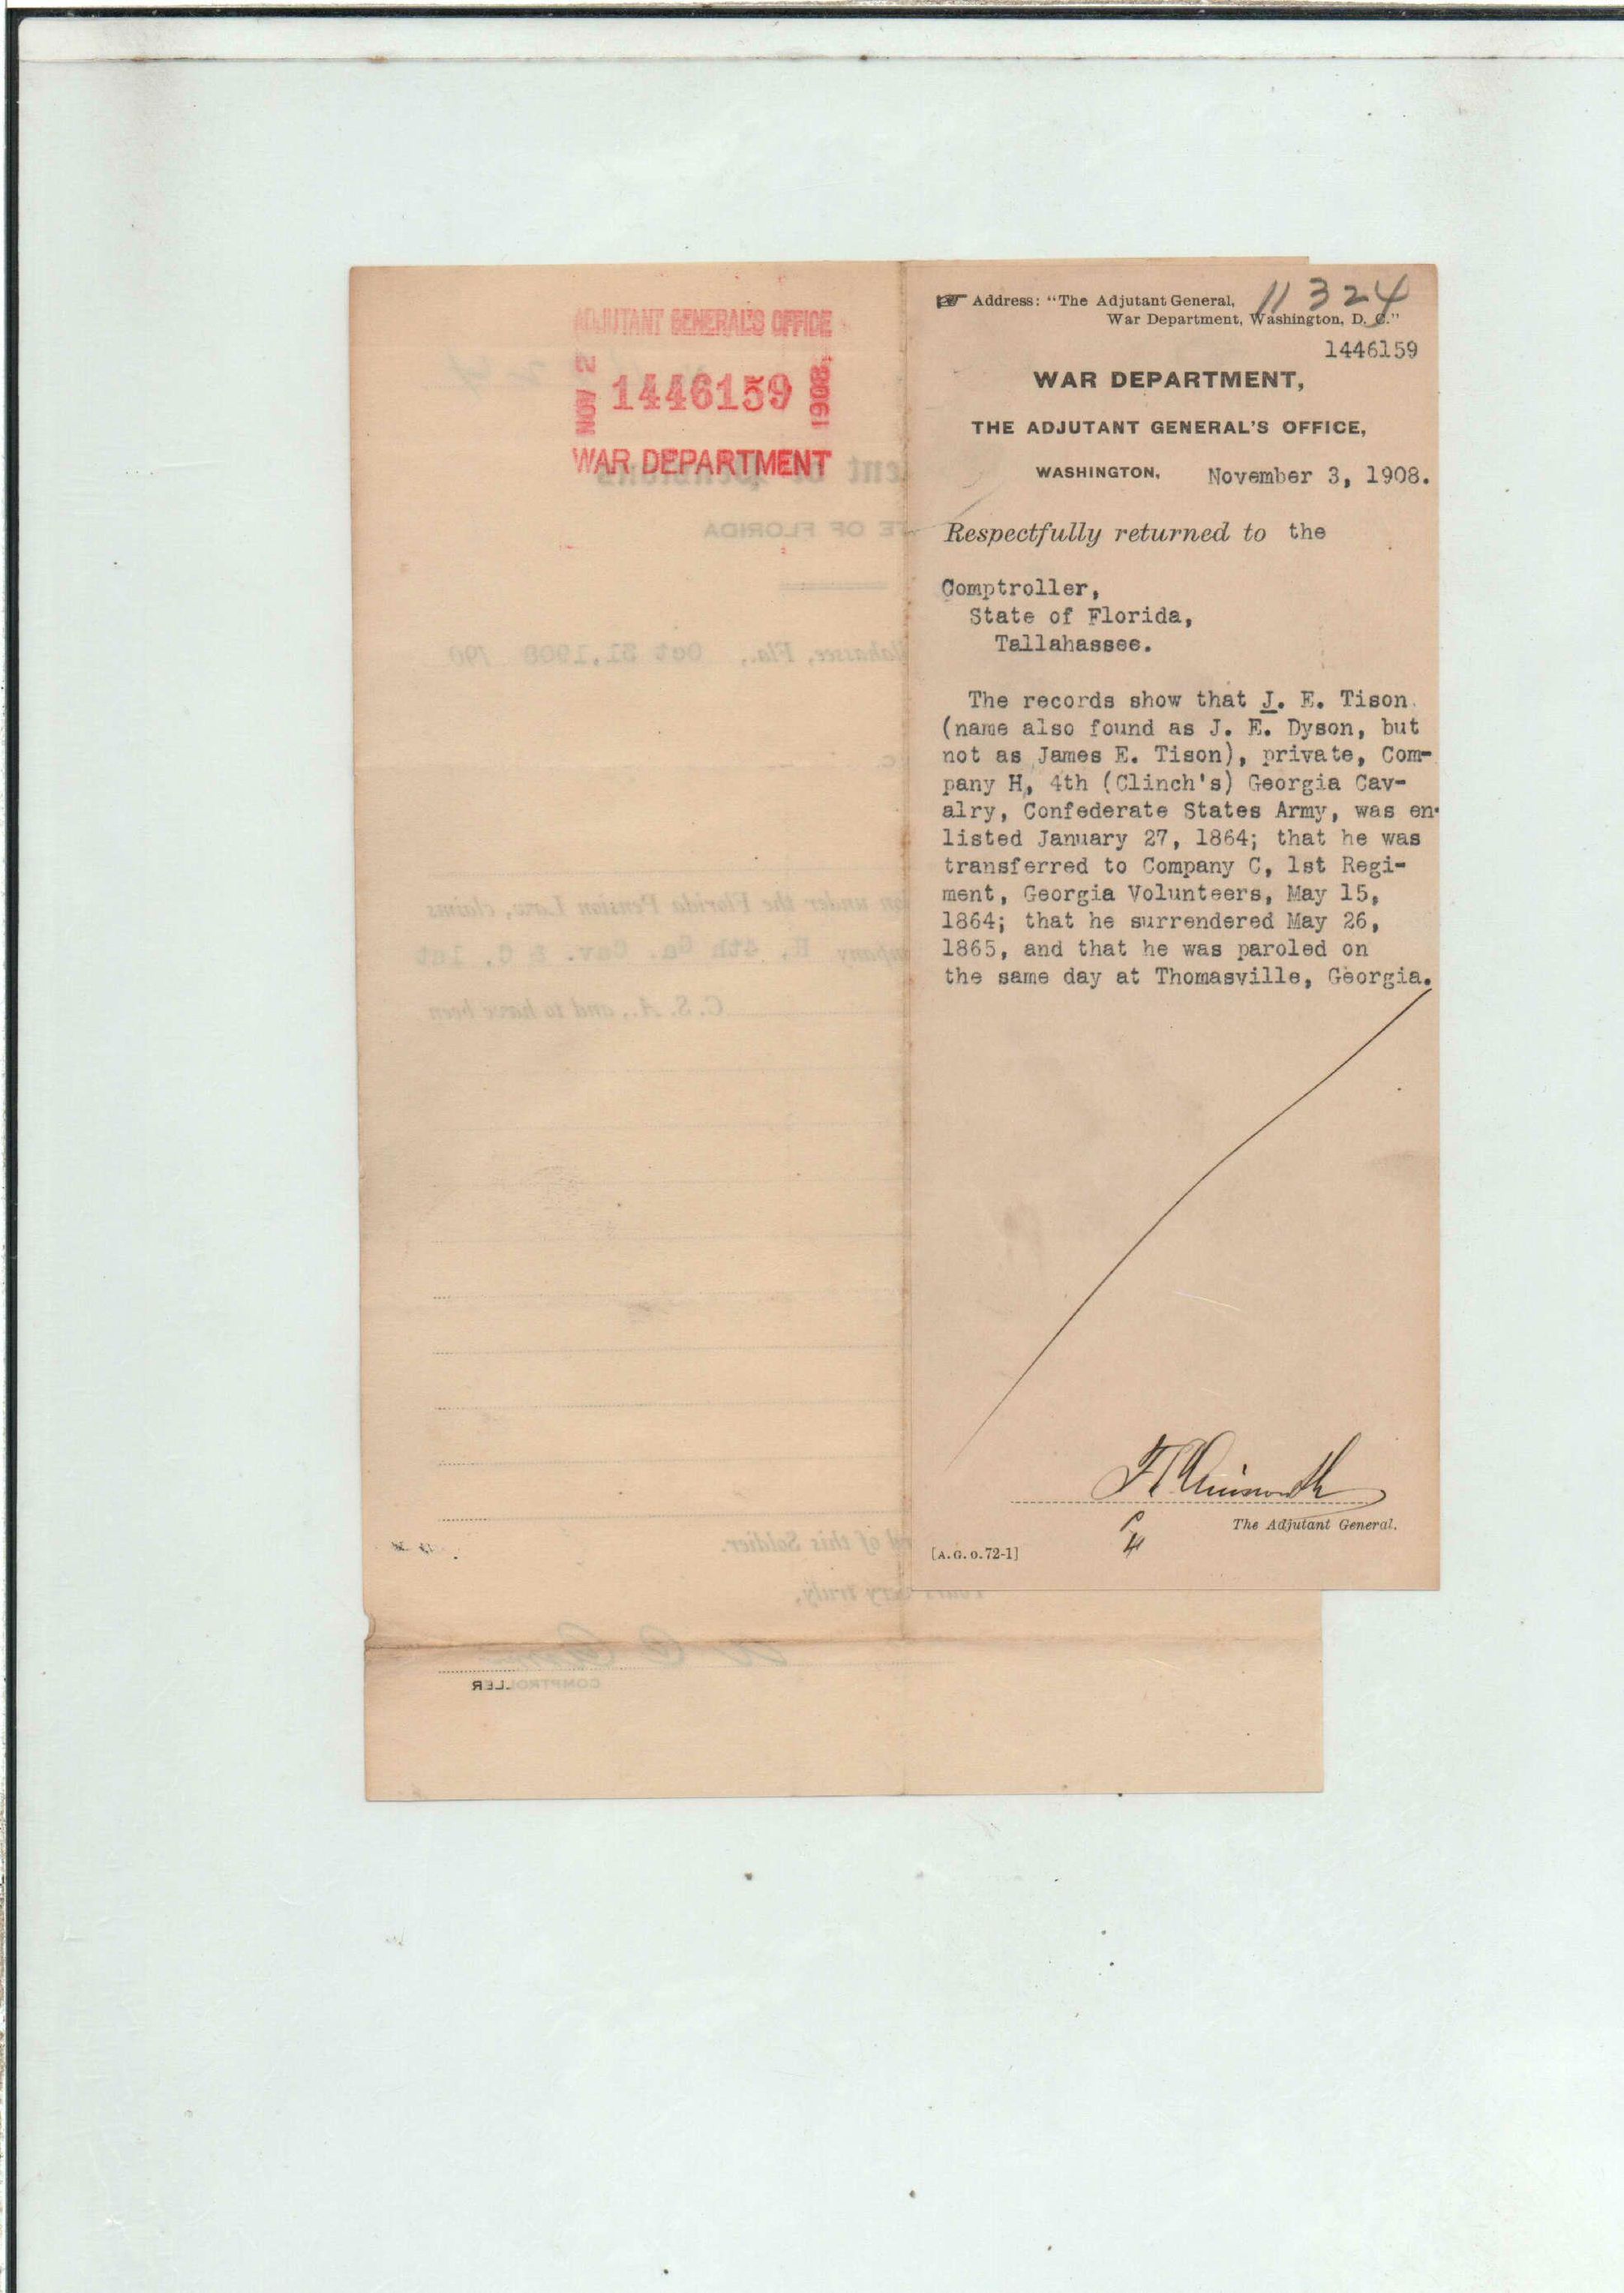 ADJUTANT GENERAL'S OFFICE
NOV 2 1446159 1908
WAR DEPARTMENT
Address: "The Adjutant General,
War Department, Washington, D. C."
11324
1446159
WAR DEPARTMENT,
THE ADJUTANT GENERAL'S OFFICE,
WASHINGTON, November 3, 1908.
Respectfully returned to the
Comptroller,
State of Florida,
Tallahassee.
The records show that J. E. Tison
(name also found as J. E. Dyson, but
not as James E. Tison), private, Com-
pany H, 4th (Clinch's) Georgia Cav-
alry, Confederate States Army, was en-
listed January 27, 1864; that he was
transferred to Company C, 1st Regi-
ment, Georgia Volunteers, May 15,
1864; that he surrendered May 26,
1865, and that he was paroled on
the same day at Thomasville, Georgia.
F C Ainsworth
The Adjutant General.
[A. G. O. 72-1]
OF FLORIDA
Tallahassee, Fla., Oct 31, 1908 190
under the Florida Pension Law, claims
Company H, 4th Ga. Cav. & C. 1st
C. S. A., and to have been
of this Soldier.
Yours very truly,
COMPTROLLER